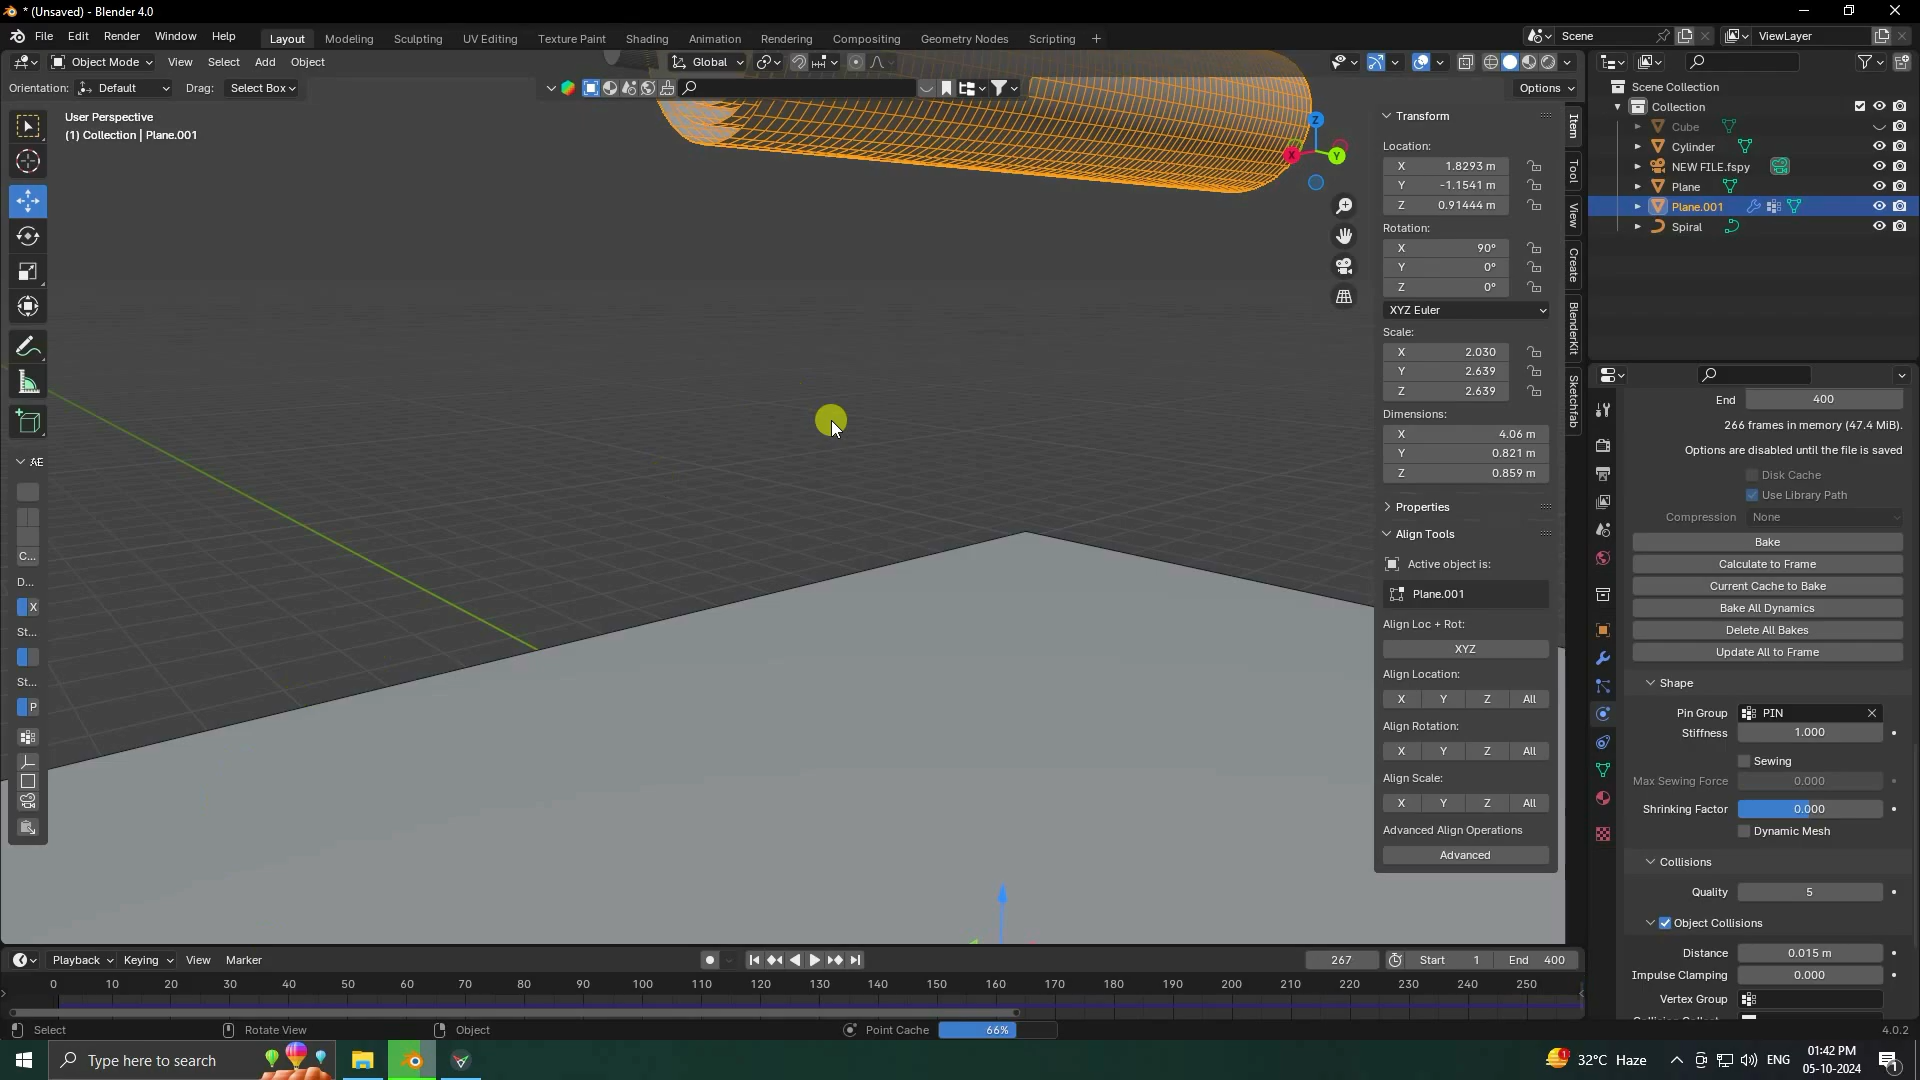 * (Unsaved) - Blender 4.0
File Edit Render Window Help Layout Modeling Sculpting UV Editing Texture Paint Shading Animation Rendering Compositing Geometry Nodes Scripting + Scene ViewLayer
Object Mode View Select Add Object Global
Orientation: Default Drag: Select Box Options
User Perspective
(1) Collection | Plane.001
Scene Collection
Collection
Cube
Cylinder
NEW FILE.fspy
Plane
Plane.001
Spiral
Transform
Location:
X 1.8293 m
Y -1.1541 m
Z 0.91444 m
Rotation:
X 90°
Y 0°
Z 0°
XYZ Euler
Scale:
X 2.030
Y 2.639
Z 2.639
Dimensions:
X 4.06 m
Y 0.821 m
Z 0.859 m
Properties
Align Tools
Active object is:
Plane.001
Align Loc + Rot:
XYZ
Align Location:
X Y Z All
Align Rotation:
X Y Z All
Align Scale:
X Y Z All
Advanced Align Operations
Advanced
Item
Tool
View
Create
BlenderKit
Sketchfab
X
Y
Z
AE
C...
D...
X
St...
St...
P
End 400
266 frames in memory (47.4 MiB).
Options are disabled until the file is saved
Disk Cache
Use Library Path
Compression None
Bake
Calculate to Frame
Current Cache to Bake
Bake All Dynamics
Delete All Bakes
Update All to Frame
Shape
Pin Group PIN
Stiffness 1.000
Sewing
Max Sewing Force 0.000
Shrinking Factor 0.000
Dynamic Mesh
Collisions
Quality 5
Object Collisions
Distance 0.015 m
Impulse Clamping 0.000
Vertex Group
Playback Keying View Marker 267 Start 1 End 400
0 10 20 30 40 50 60 70 80 90 100 110 120 130 140 150 160 170 180 190 200 210 220 230 240 250
Select Rotate View Object Point Cache 66% 4.0.2
Type here to search 32°C Haze ENG 01:42 PM
05-10-2024